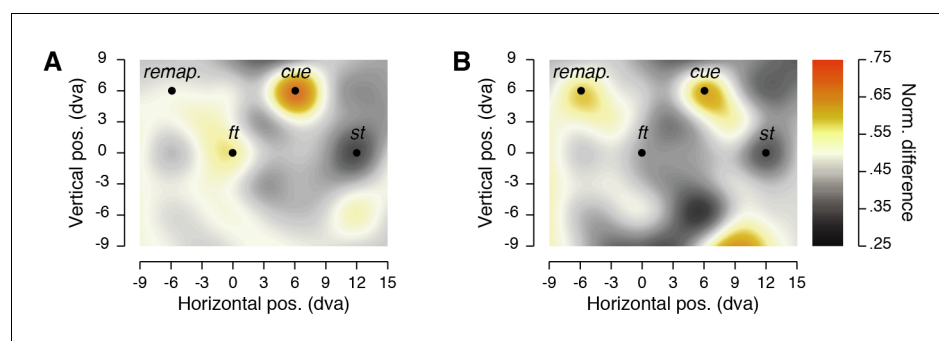 A
B
remap.
cue
ft
st
9
6
3
0
-3
-6
-9
Vertical pos. (dva)
-9 -6 -3 0 3 6 9 12 15
Horizontal pos. (dva)
remap.
cue
ft
st
9
6
3
0
-3
-6
-9
Vertical pos. (dva)
-9 -6 -3 0 3 6 9 12 15
Horizontal pos. (dva)
.75
.65
.55
.45
.35
.25
Norm. difference